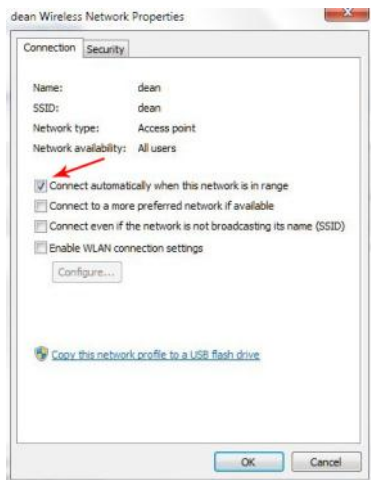 dean Wireless Network Properties
Connection Security
Name: dean
SSID: dean
Network type: Access point
Network availability: All users
Connect automatically when this network is in range
Connect to a more preferred network if available
Connect even if the network is not broadcasting its name (SSID)
Enable WLAN connection settings
Configure...
Copy this network profile to a USB flash drive
OK Cancel